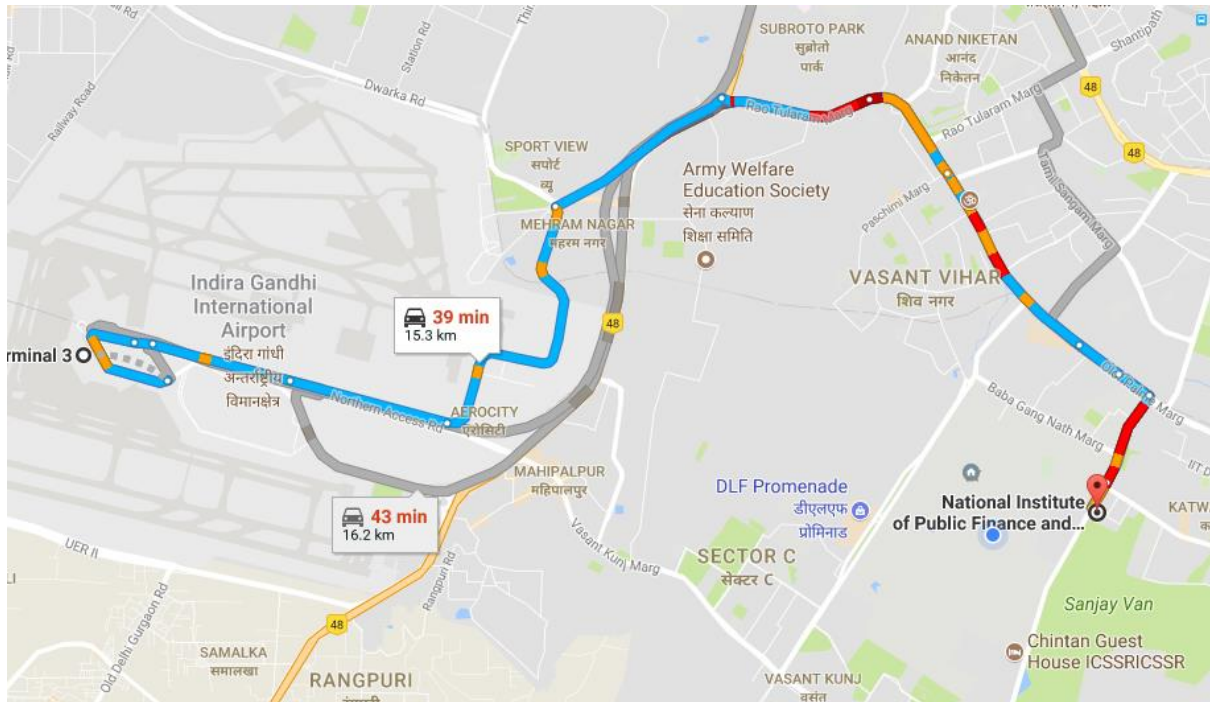 SUBROTO PARK
सुब्रोतो
पार्क
ANAND NIKETAN
आनंद
निकेतन
Shantipath
Station Rd
Railway Road
Dwarka Rd
48
Rao Tularam Marg
Rao Tularam Marg
48
SPORT VIEW
सपोर्ट
व्यू
Army Welfare
Education Society
सेना कल्याण
शिक्षा समिति
Paschimi Marg
Tamil Sangam Marg
MEHRAM NAGAR
महरम नगर
VASANT VIHAR
शिव नगर
Indira Gandhi
International
Airport
इंदिरा गांधी
अन्तर्राष्ट्रीय
विमानक्षेत्र
39 min
15.3 km
48
rminal 3
Northern Access Rd
AEROCITY
एरोसिटी
Marg
Baba Gang Nath Marg
IIT D
MAHIPALPUR
महिपालपुर
DLF Promenade
डीएलएफ
प्रोमिनाड
National Institute
of Public Finance and...
KATW
43 min
16.2 km
Vasant Kunj Marg
UER II
Rangpuri Rd
SECTOR C
सेक्टर C
LI
Old Delhi Gurgaon Rd
48
Sanjay Van
SAMALKA
समालखा
Chintan Guest
House ICSSRICSSR
RANGPURI
VASANT KUNJ
वसंत